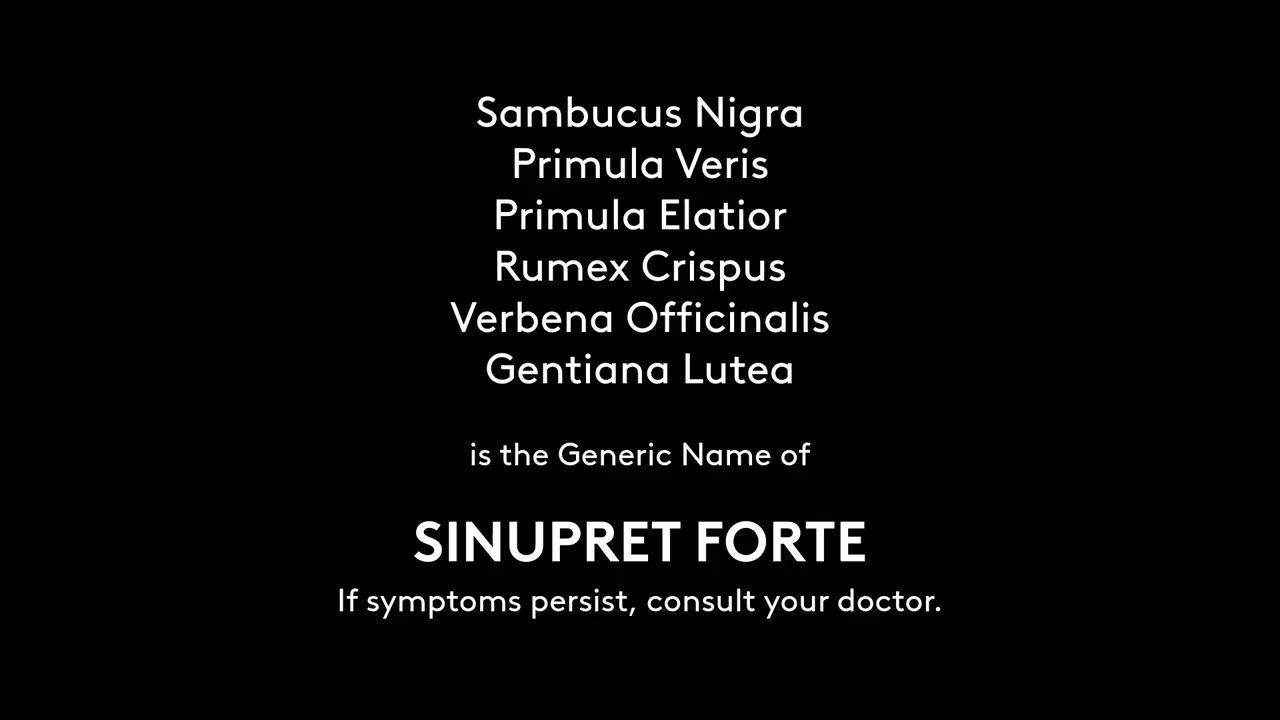 Sambucus Nigra
Primula Veris
Primula Elatior
Rumex Crispus
Verbena Officinalis
Gentiana Lutea
is the Generic Name of
SINUPRET FORTE
If symptoms persist, consult your doctor.